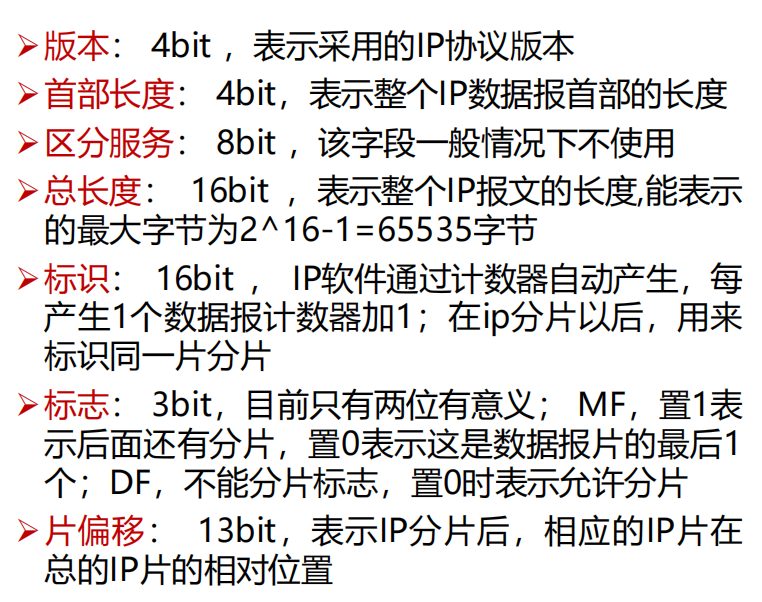 ➢版本： 4bit ，表示采用的IP协议版本
➢首部长度： 4bit，表示整个IP数据报首部的长度
➢区分服务： 8bit ，该字段一般情况下不使用
➢总长度： 16bit ，表示整个IP报文的长度,能表示
的最大字节为2^16-1=65535字节
➢标识： 16bit ， IP软件通过计数器自动产生，每
产生1个数据报计数器加1；在ip分片以后，用来
标识同一片分片
➢标志： 3bit，目前只有两位有意义； MF，置1表
示后面还有分片，置0表示这是数据报片的最后1
个；DF，不能分片标志，置0时表示允许分片
➢片偏移： 13bit，表示IP分片后，相应的IP片在
总的IP片的相对位置